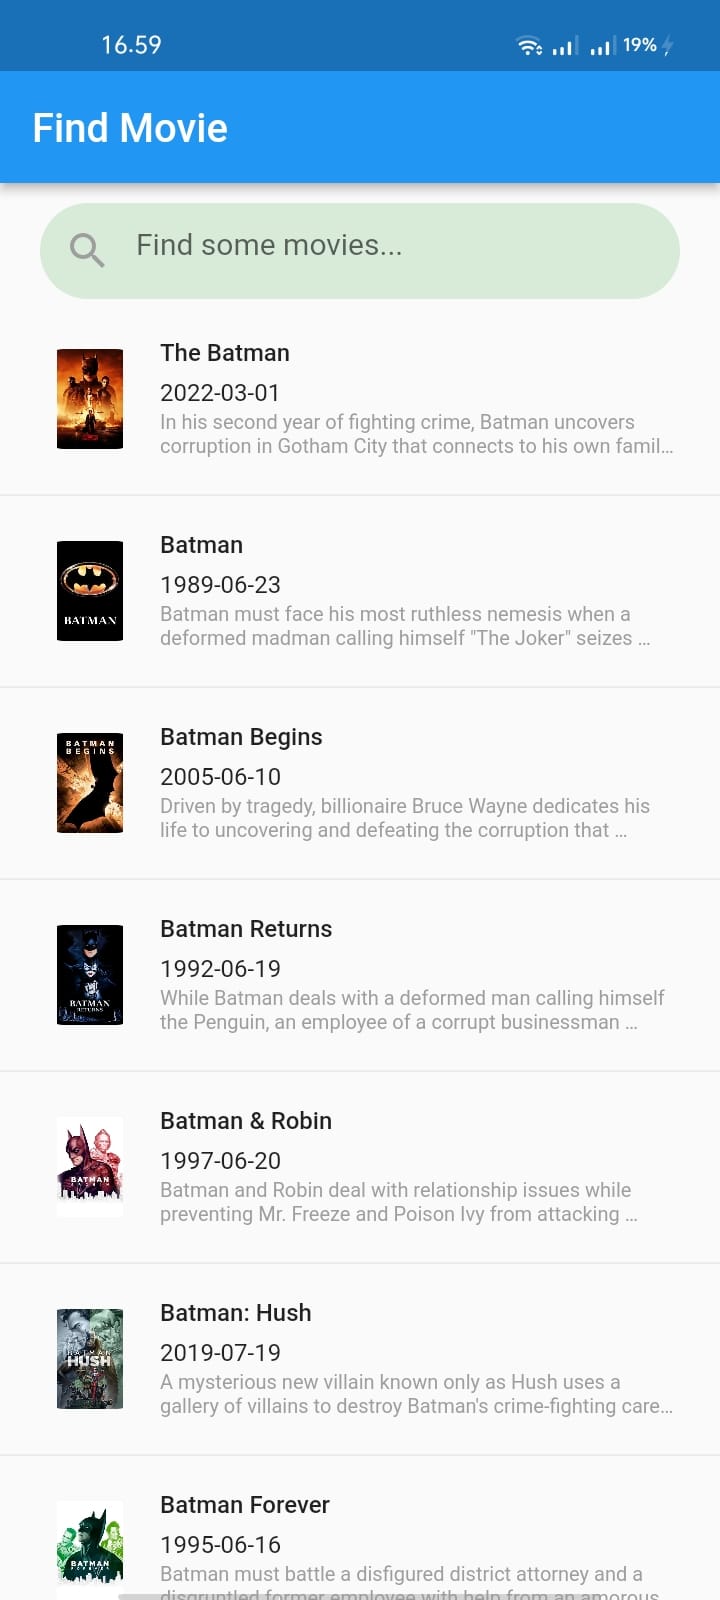 16.59
19%
Find Movie
Find some movies...
The Batman
2022-03-01
In his second year of fighting crime, Batman uncovers
corruption in Gotham City that connects to his own famil...
BATMAN
Batman
1989-06-23
Batman must face his most ruthless nemesis when a
deformed madman calling himself "The Joker" seizes ...
BATMAN
BEGINS
Batman Begins
2005-06-10
Driven by tragedy, billionaire Bruce Wayne dedicates his
life to uncovering and defeating the corruption that ...
BATMAN
RETURNS
Batman Returns
1992-06-19
While Batman deals with a deformed man calling himself
the Penguin, an employee of a corrupt businessman ...
BATMAN
Batman & Robin
1997-06-20
Batman and Robin deal with relationship issues while
preventing Mr. Freeze and Poison Ivy from attacking ...
BATMAN
HUSH
Batman: Hush
2019-07-19
A mysterious new villain known only as Hush uses a
gallery of villains to destroy Batman's crime-fighting care...
BATMAN
FOREVER
Batman Forever
1995-06-16
Batman must battle a disfigured district attorney and a
disgruntled former employee with help from an amorous